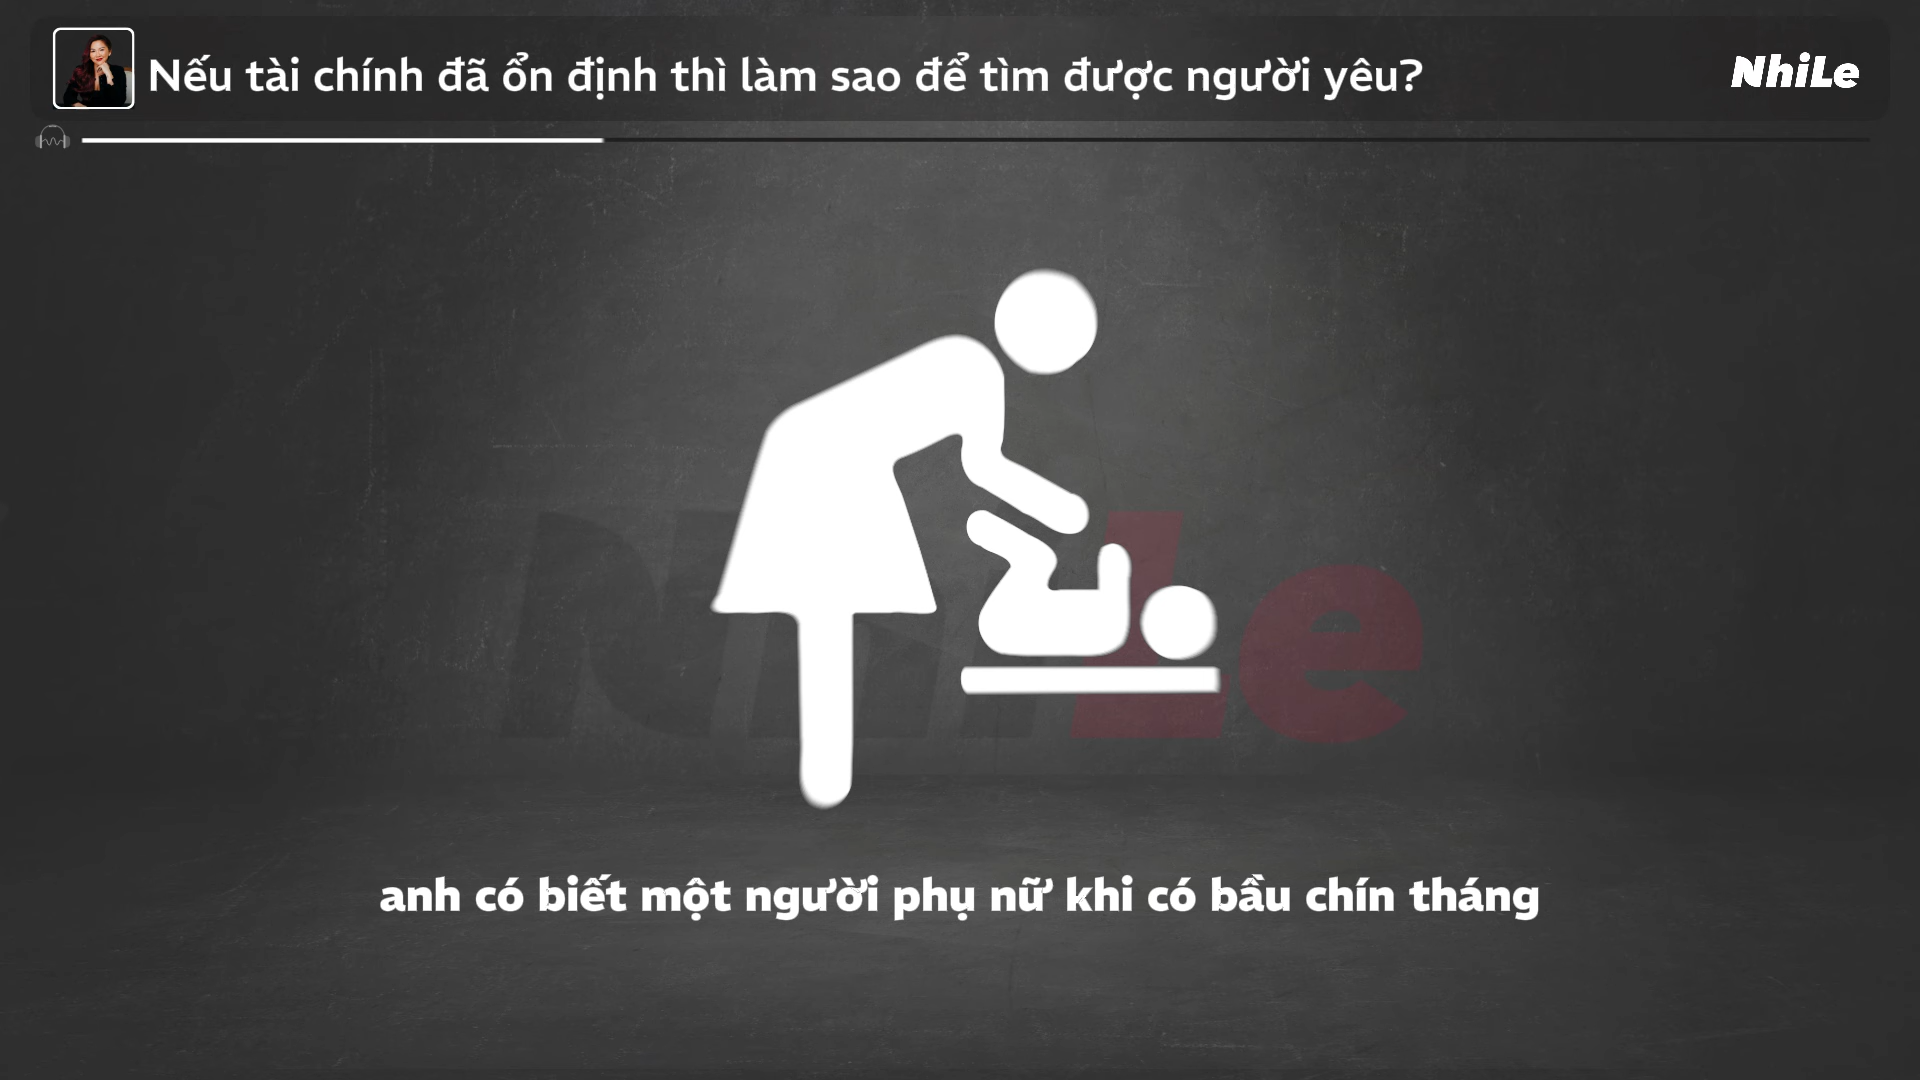 Nếu tài chính đã ổn định thì làm sao để tìm được người yêu?
NhiLe
NhiLe
anh có biết một người phụ nữ khi có bầu chín tháng